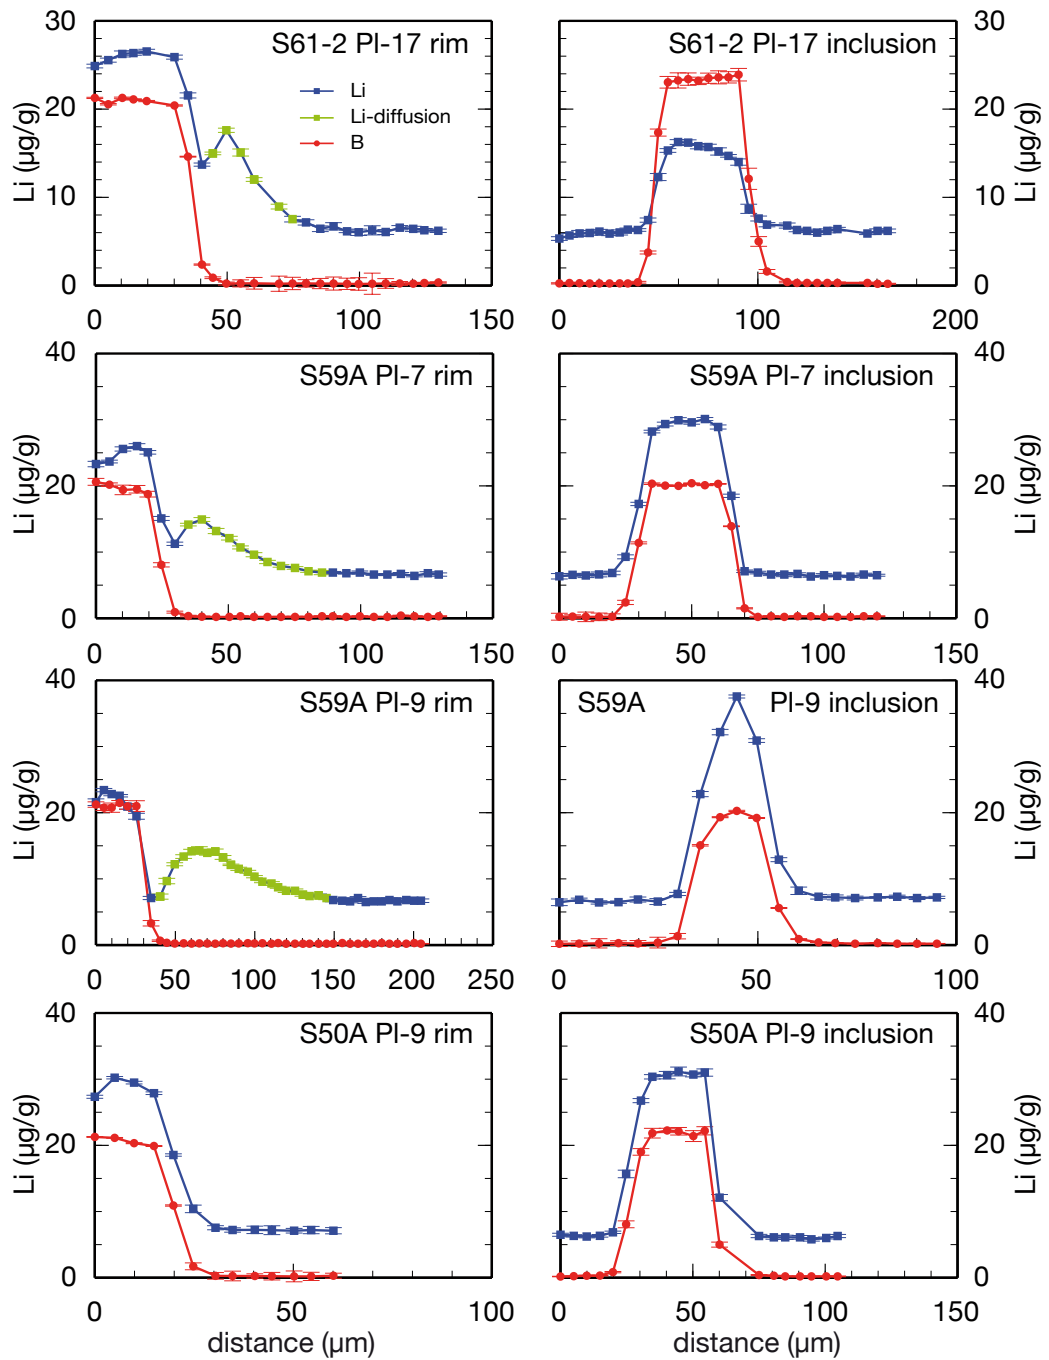 30
S61-2 Pl-17 rim
Li
Li-diffusion
B
20
10
0
Li (µg/g)
0 50 100 150
S61-2 Pl-17 inclusion
30
20
10
0
Li (µg/g)
0 100 200
40
S59A Pl-7 rim
20
0
Li (µg/g)
0 50 100 150
S59A Pl-7 inclusion
40
20
0
Li (µg/g)
0 50 100 150
40
S59A Pl-9 rim
20
0
Li (µg/g)
0 50 100 150 200 250
S59A Pl-9 inclusion
40
20
0
Li (µg/g)
0 50 100
40
S50A Pl-9 rim
20
0
Li (µg/g)
0 50 100
distance (µm)
S50A Pl-9 inclusion
40
20
0
Li (µg/g)
0 50 100 150
distance (µm)